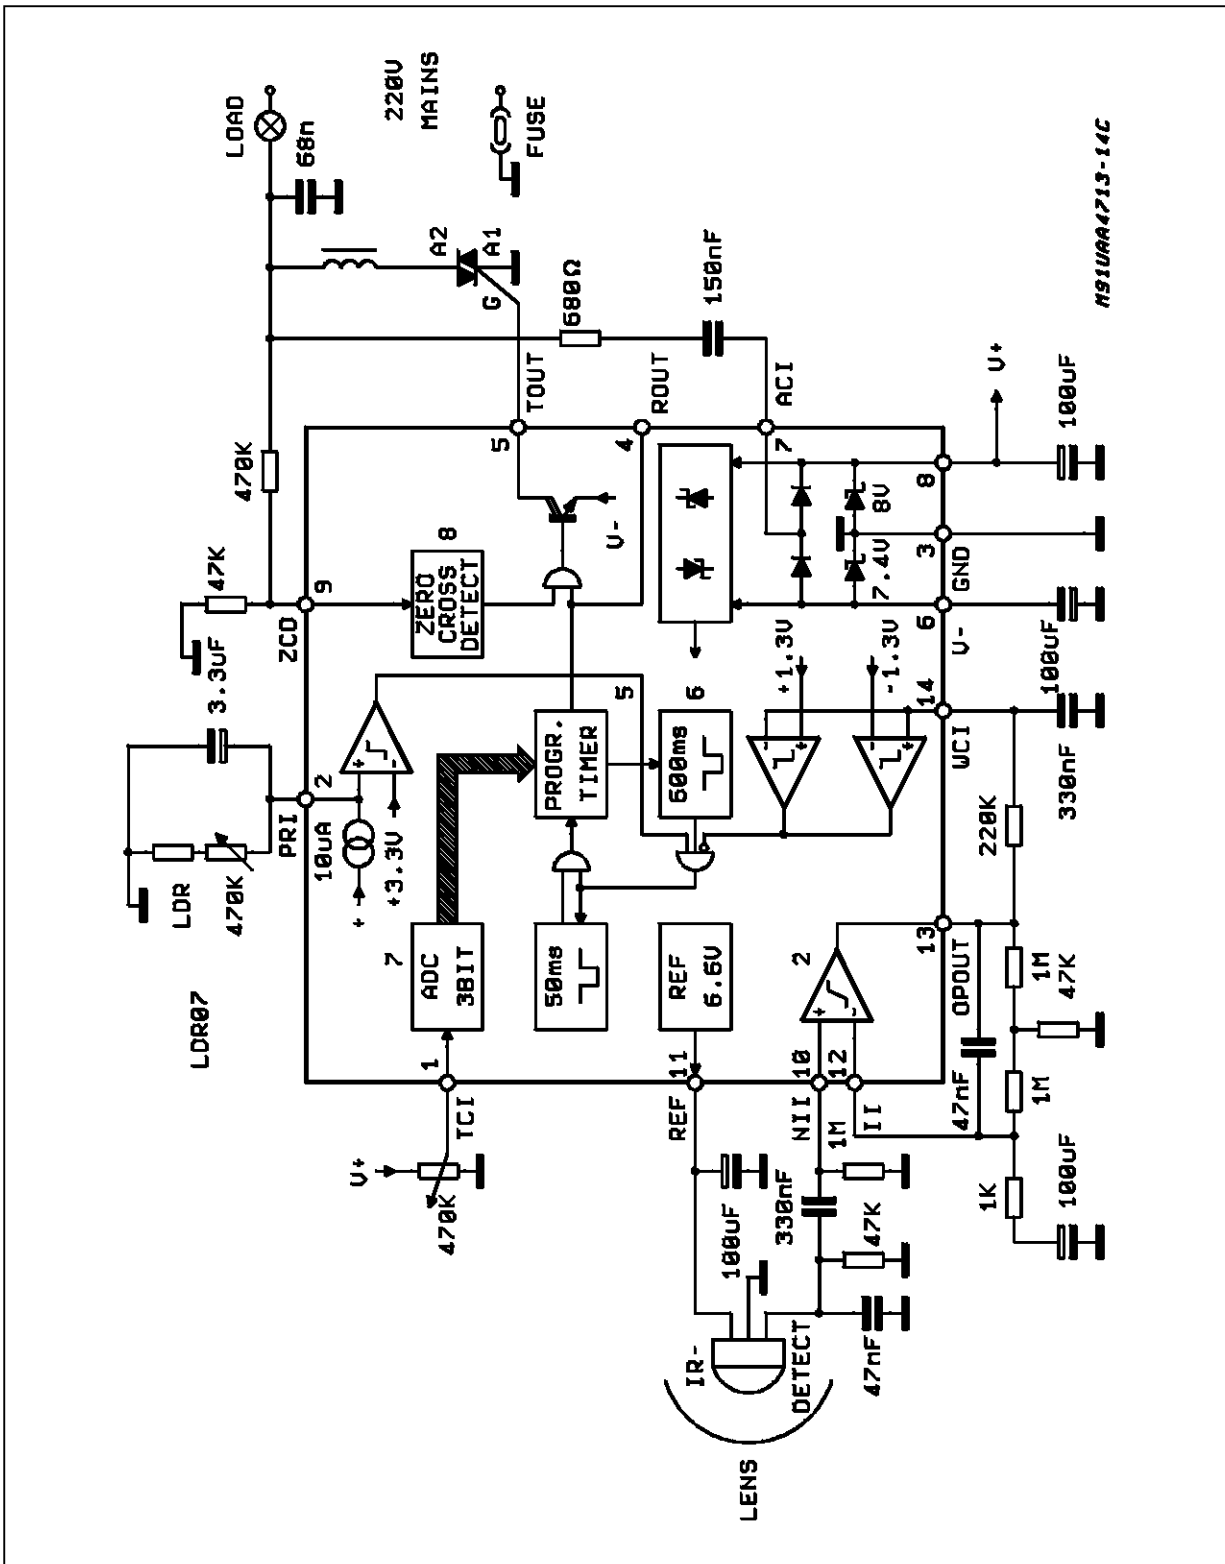 LENS
IR-
DETECT
47nF
47K
330nF
1M
100uF
REF
11
NII
10
II
12
TCI
1
V+
470K
1K
100uF
1M
47K
1M
47nF
OPOUT
13
220K
330nF
WCI
14
100uF
V-
6
GND
3
8
V+
100uF
ADC
3BIT
7
50ms
REF
6.6V
2
PROGR.
TIMER
5
600ms
6
+1.3V
-1.3V
7.4V
8V
10uA
+
+3.3V
+
-
2
PRI
LDR07
LDR
470K
3.3uF
47K
ZCD
9
ZERO
CROSS
DETECT
8
V-
470K
5
TOUT
4
ROUT
7
ACI
680Ω
150nF
G
A2
A1
68n
LOAD
220V
MAINS
FUSE
M91UAA4713-14C